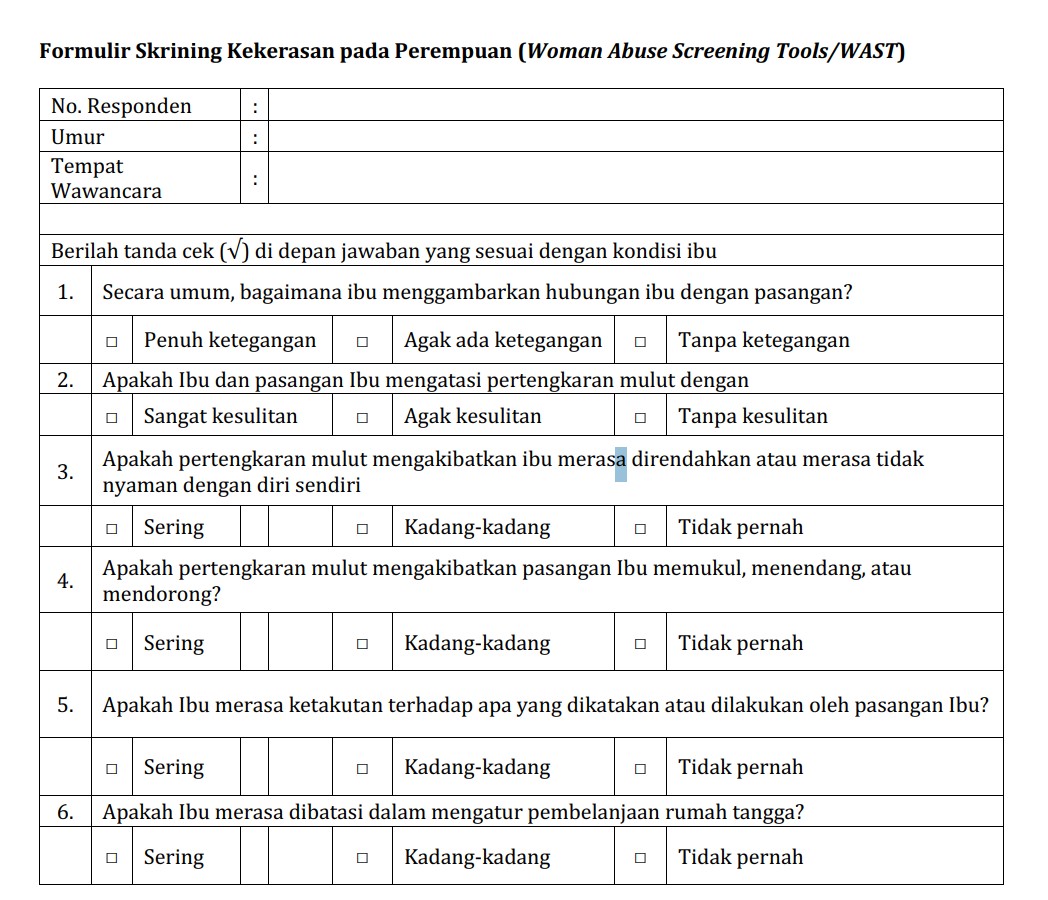 Formulir Skrining Kekerasan pada Perempuan (Woman Abuse Screening Tools/WAST)
No. Responden :
Umur :
Tempat
Wawancara :
Berilah tanda cek (√) di depan jawaban yang sesuai dengan kondisi ibu
1. Secara umum, bagaimana ibu menggambarkan hubungan ibu dengan pasangan?
□ Penuh ketegangan □ Agak ada ketegangan □ Tanpa ketegangan
2. Apakah Ibu dan pasangan Ibu mengatasi pertengkaran mulut dengan
□ Sangat kesulitan □ Agak kesulitan □ Tanpa kesulitan
3. Apakah pertengkaran mulut mengakibatkan ibu merasa direndahkan atau merasa tidak
nyaman dengan diri sendiri
□ Sering □ Kadang-kadang □ Tidak pernah
4. Apakah pertengkaran mulut mengakibatkan pasangan Ibu memukul, menendang, atau
mendorong?
□ Sering □ Kadang-kadang □ Tidak pernah
5. Apakah Ibu merasa ketakutan terhadap apa yang dikatakan atau dilakukan oleh pasangan Ibu?
□ Sering □ Kadang-kadang □ Tidak pernah
6. Apakah Ibu merasa dibatasi dalam mengatur pembelanjaan rumah tangga?
□ Sering □ Kadang-kadang □ Tidak pernah